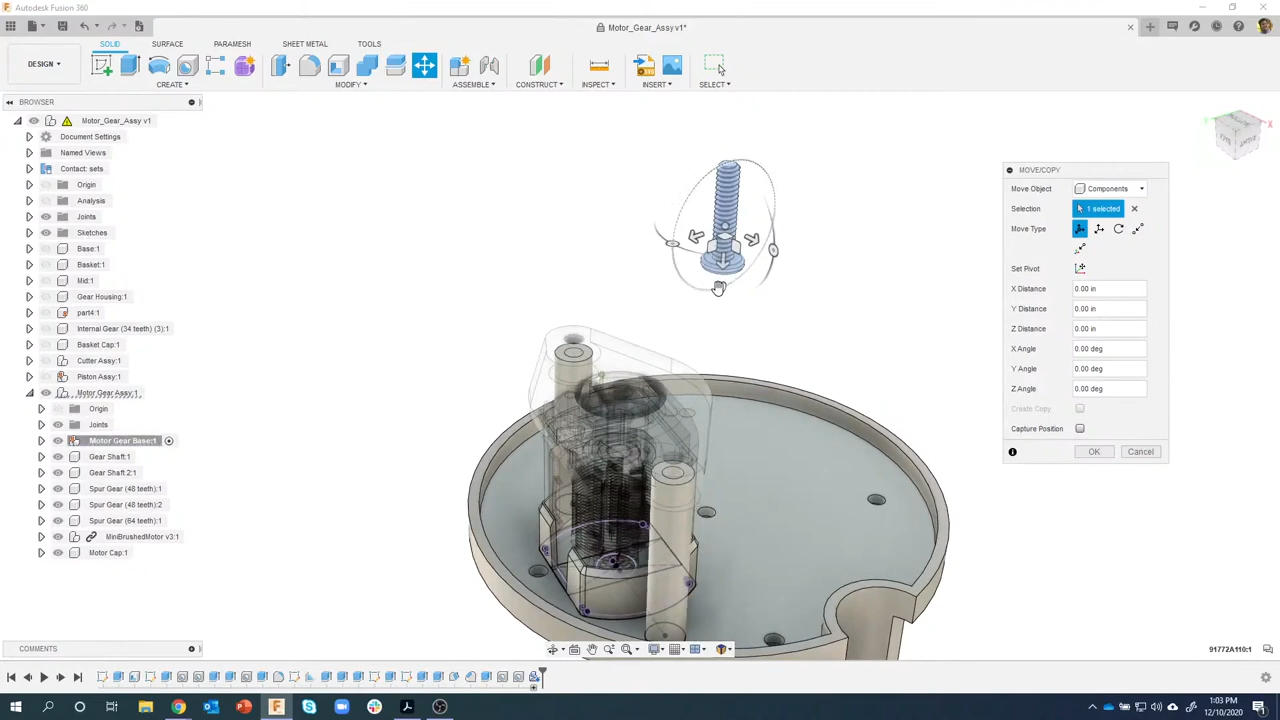 Autodesk Fusion 360
Motor_Gear_Assy v1*
SOLID SURFACE PARAMESH SHEET METAL TOOLS
DESIGN
CREATE MODIFY ASSEMBLE CONSTRUCT INSPECT INSERT SELECT
BROWSER
Motor_Gear_Assy v1
Document Settings
Named Views
Contact: sets
Origin
Analysis
Joints
Sketches
Base:1
Basket:1
Mid:1
Gear Housing:1
part4:1
Internal Gear (34 teeth) (3):1
Basket Cap:1
Cutter Assy:1
Piston Assy:1
Motor Gear Assy:1
Origin
Joints
Motor Gear Base:1
Gear Shaft:1
Gear Shaft 2:1
Spur Gear (48 teeth):1
Spur Gear (48 teeth):2
Spur Gear (64 teeth):1
MiniBrushedMotor v3:1
Motor Cap:1
MOVE/COPY
Move Object Components
Selection 1 selected
Move Type
Set Pivot
X Distance 0.00 in
Y Distance 0.00 in
Z Distance 0.00 in
X Angle 0.00 deg
Y Angle 0.00 deg
Z Angle 0.00 deg
Create Copy
Capture Position
OK Cancel
COMMENTS
91772A110:1
1:03 PM
12/10/2020